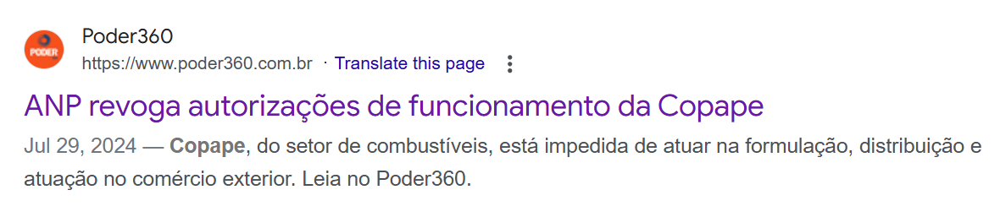 Poder360
PODER
https://www.poder360.com.br · Translate this page
ANP revoga autorizações de funcionamento da Copape
Jul 29, 2024 — Copape, do setor de combustíveis, está impedida de atuar na formulação, distribuição e
atuação no comércio exterior. Leia no Poder360.